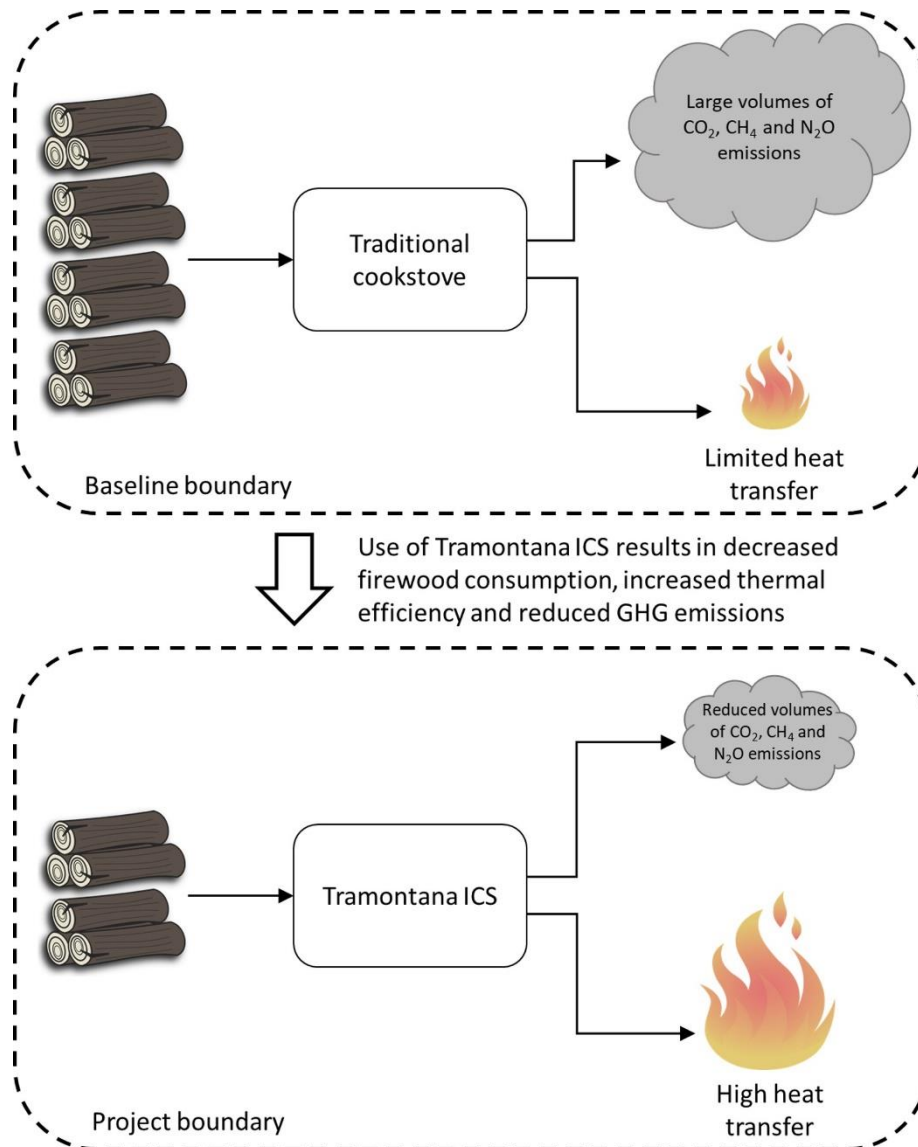 Large volumes of
CO₂, CH₄ and N₂O
emissions
Traditional
cookstove
Limited heat
transfer
Baseline boundary
Use of Tramontana ICS results in decreased
firewood consumption, increased thermal
efficiency and reduced GHG emissions
Reduced volumes
of CO₂, CH₄ and
N₂O emissions
Tramontana ICS
High heat
transfer
Project boundary